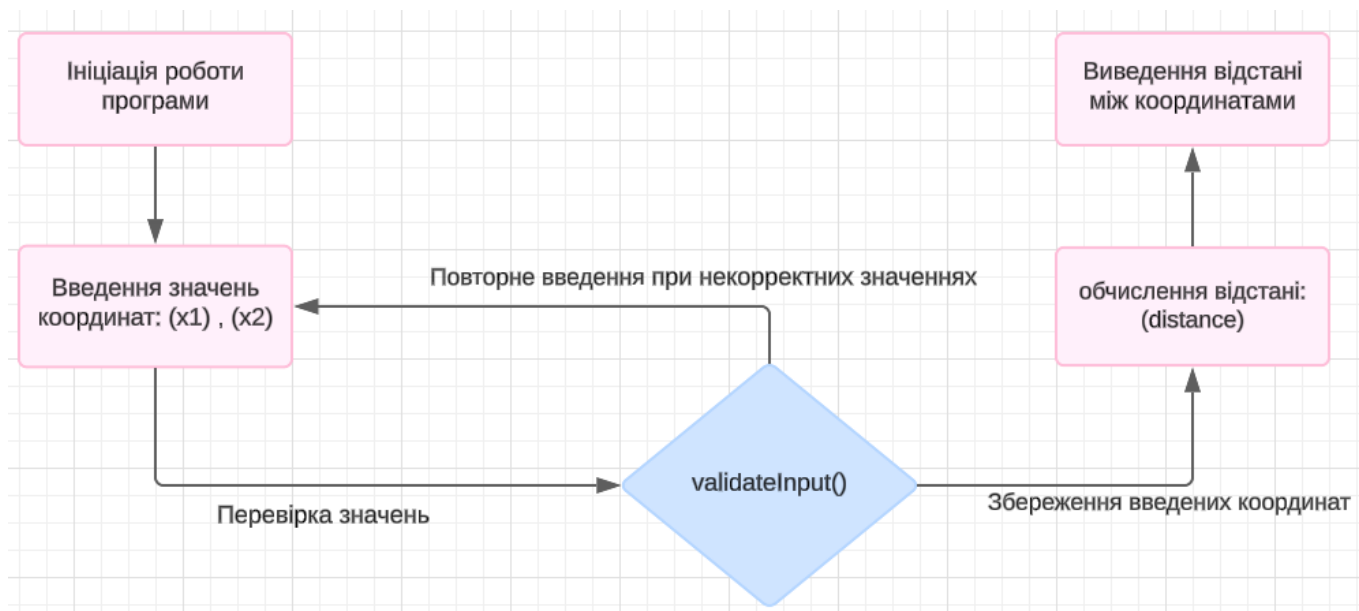 Ініціація роботи
програми
Виведення відстані
між координатами
Введення значень
координат: (x1) , (x2)
Повторне введення при некорректних значеннях
обчислення відстані:
(distance)
validateInput()
Перевірка значень
Збереження введених координат